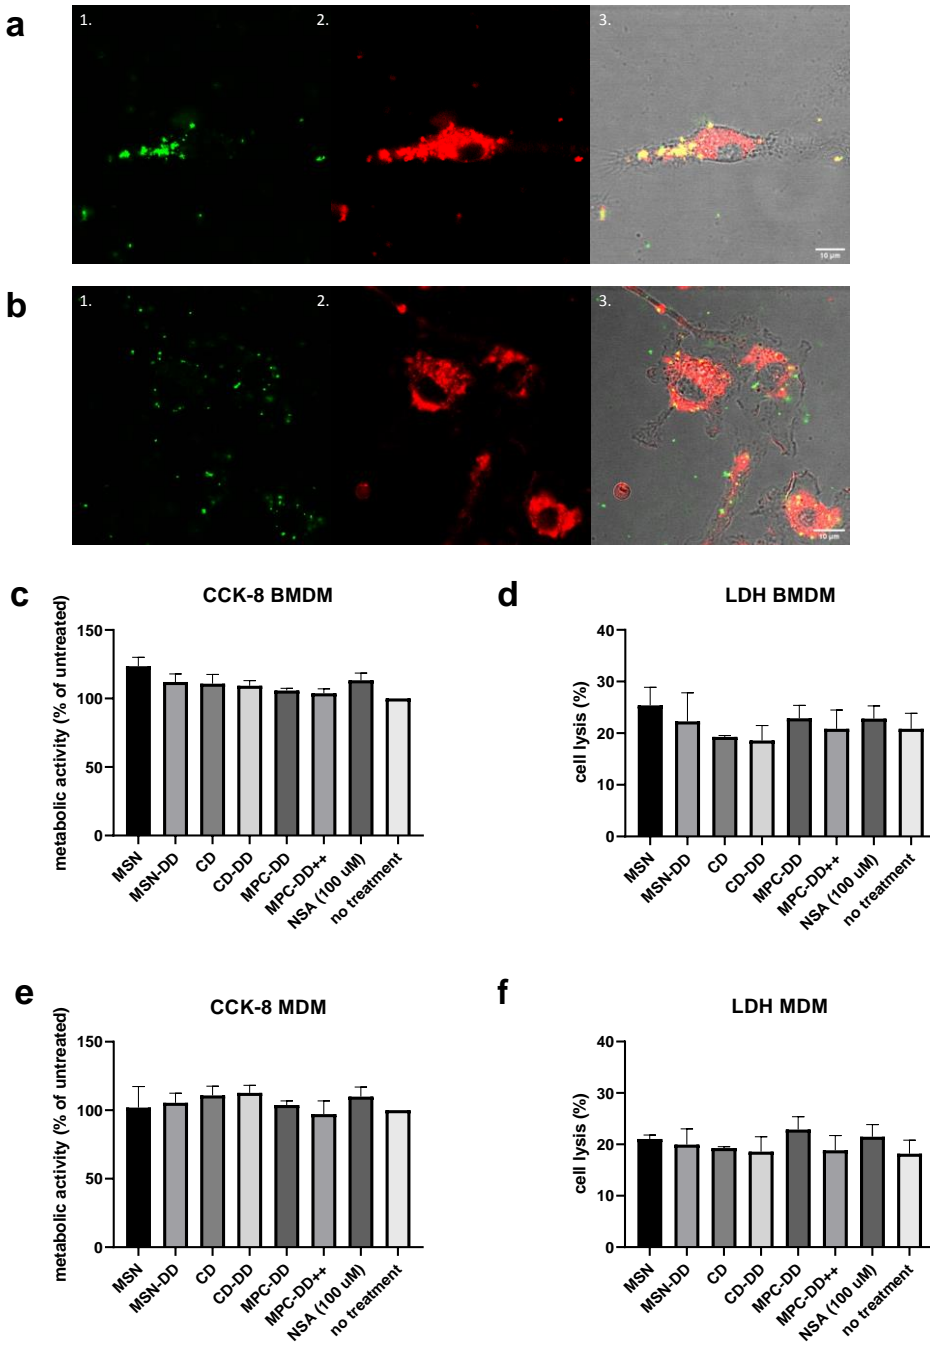 a
1.
2.
3.
10 µm
b
1.
2.
3.
10 µm
c
CCK-8 BMDM
metabolic activity (% of untreated)
150
100
50
0
MSN
MSN-DD
CD
CD-DD
MPC-DD
MPC-DD++
NSA (100 uM)
no treatment
d
LDH BMDM
cell lysis (%)
40
30
20
10
0
MSN
MSN-DD
CD
CD-DD
MPC-DD
MPC-DD++
NSA (100 uM)
no treatment
e
CCK-8 MDM
metabolic activity (% of untreated)
150
100
50
0
MSN
MSN-DD
CD
CD-DD
MPC-DD
MPC-DD++
NSA (100 uM)
no treatment
f
LDH MDM
cell lysis (%)
40
30
20
10
0
MSN
MSN-DD
CD
CD-DD
MPC-DD
MPC-DD++
NSA (100 uM)
no treatment